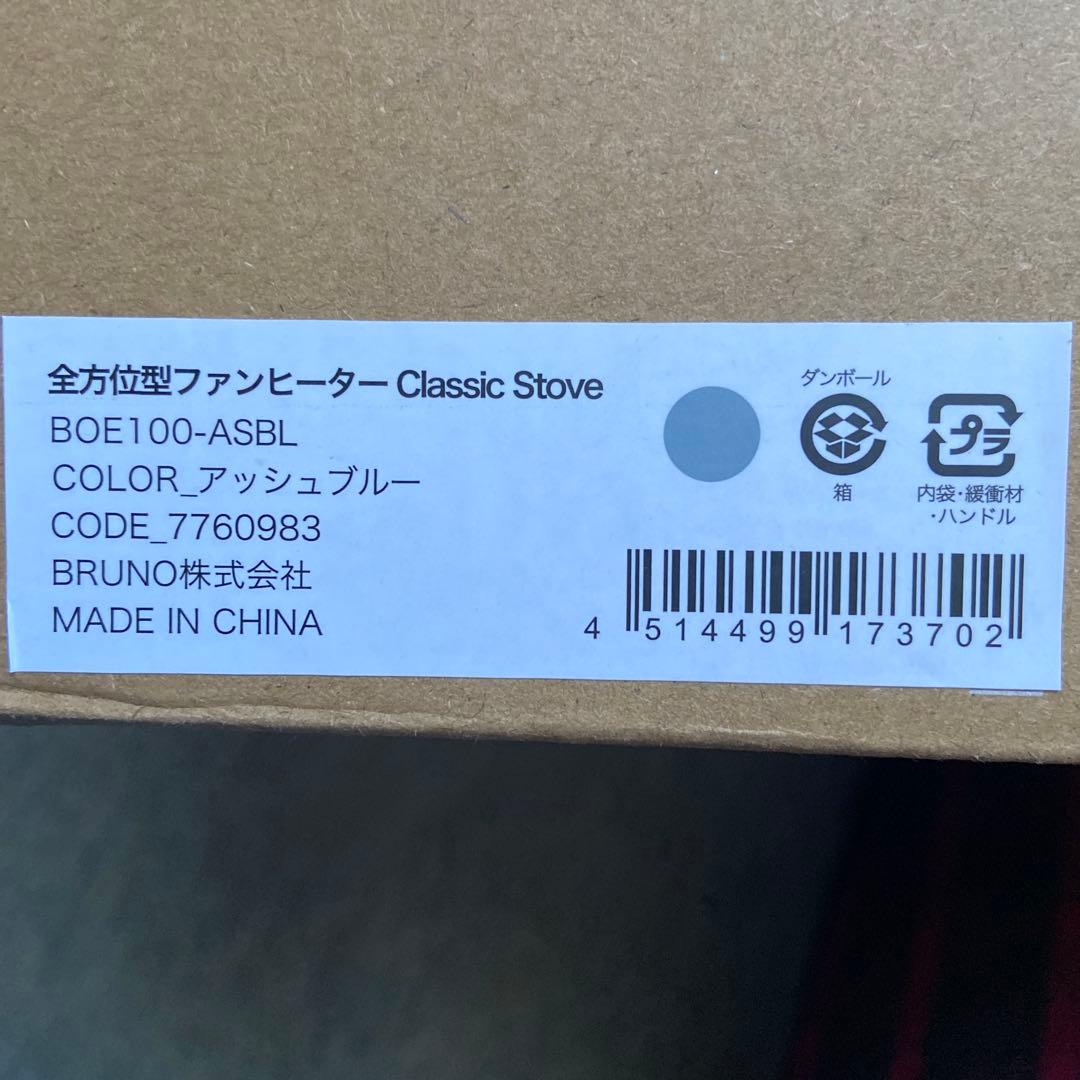 全方位型ファンヒーター Classic Stove
BOE100-ASBL
COLOR_アッシュブルー
CODE_7760983
BRUNO株式会社
MADE IN CHINA
ダンボール
箱
プラ
内袋・緩衝材
・ハンドル
4 514499 173702